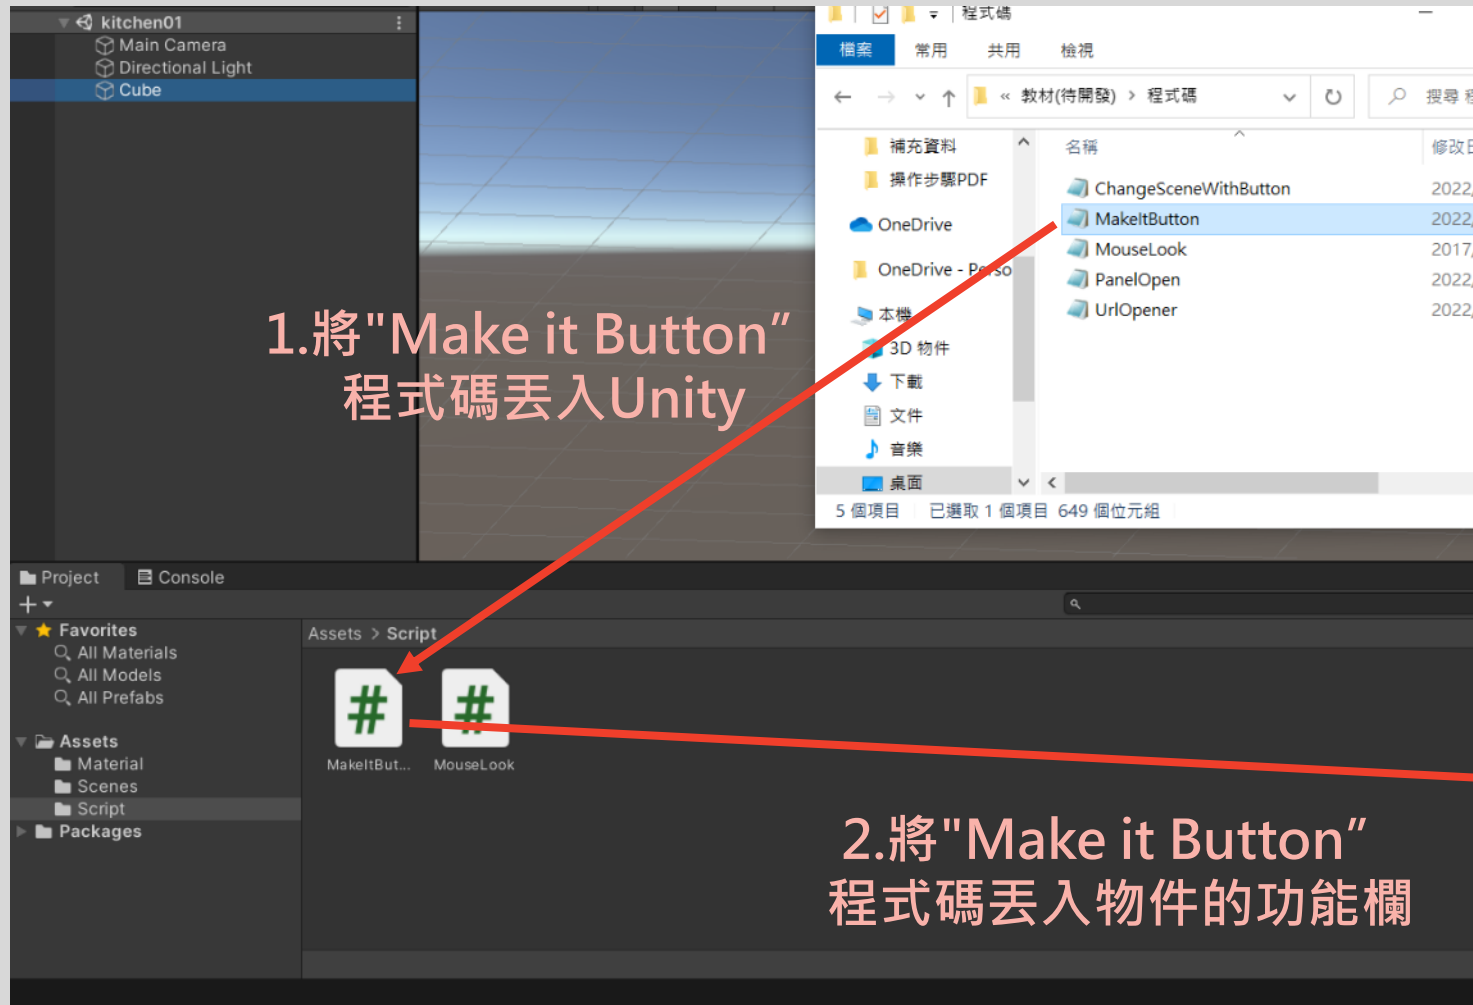 kitchen01
Main Camera
Directional Light
Cube
程式碼
檔案 常用 共用 檢視
« 教材(待開發) > 程式碼 搜尋
補充資料
操作步驟PDF
OneDrive
OneDrive - Perso
本機
3D 物件
下載
文件
音樂
桌面
名稱 修改日
ChangeSceneWithButton 2022,
MakeItButton 2022,
MouseLook 2017,
PanelOpen 2022,
UrlOpener 2022,
5 個項目 已選取 1 個項目 649 個位元組
1.將"Make it Button”
程式碼丟入Unity
Project Console
Favorites
All Materials
All Models
All Prefabs
Assets
Material
Scenes
Script
Packages
Assets > Script
MakeItBut... MouseLook
2.將"Make it Button”
程式碼丟入物件的功能欄